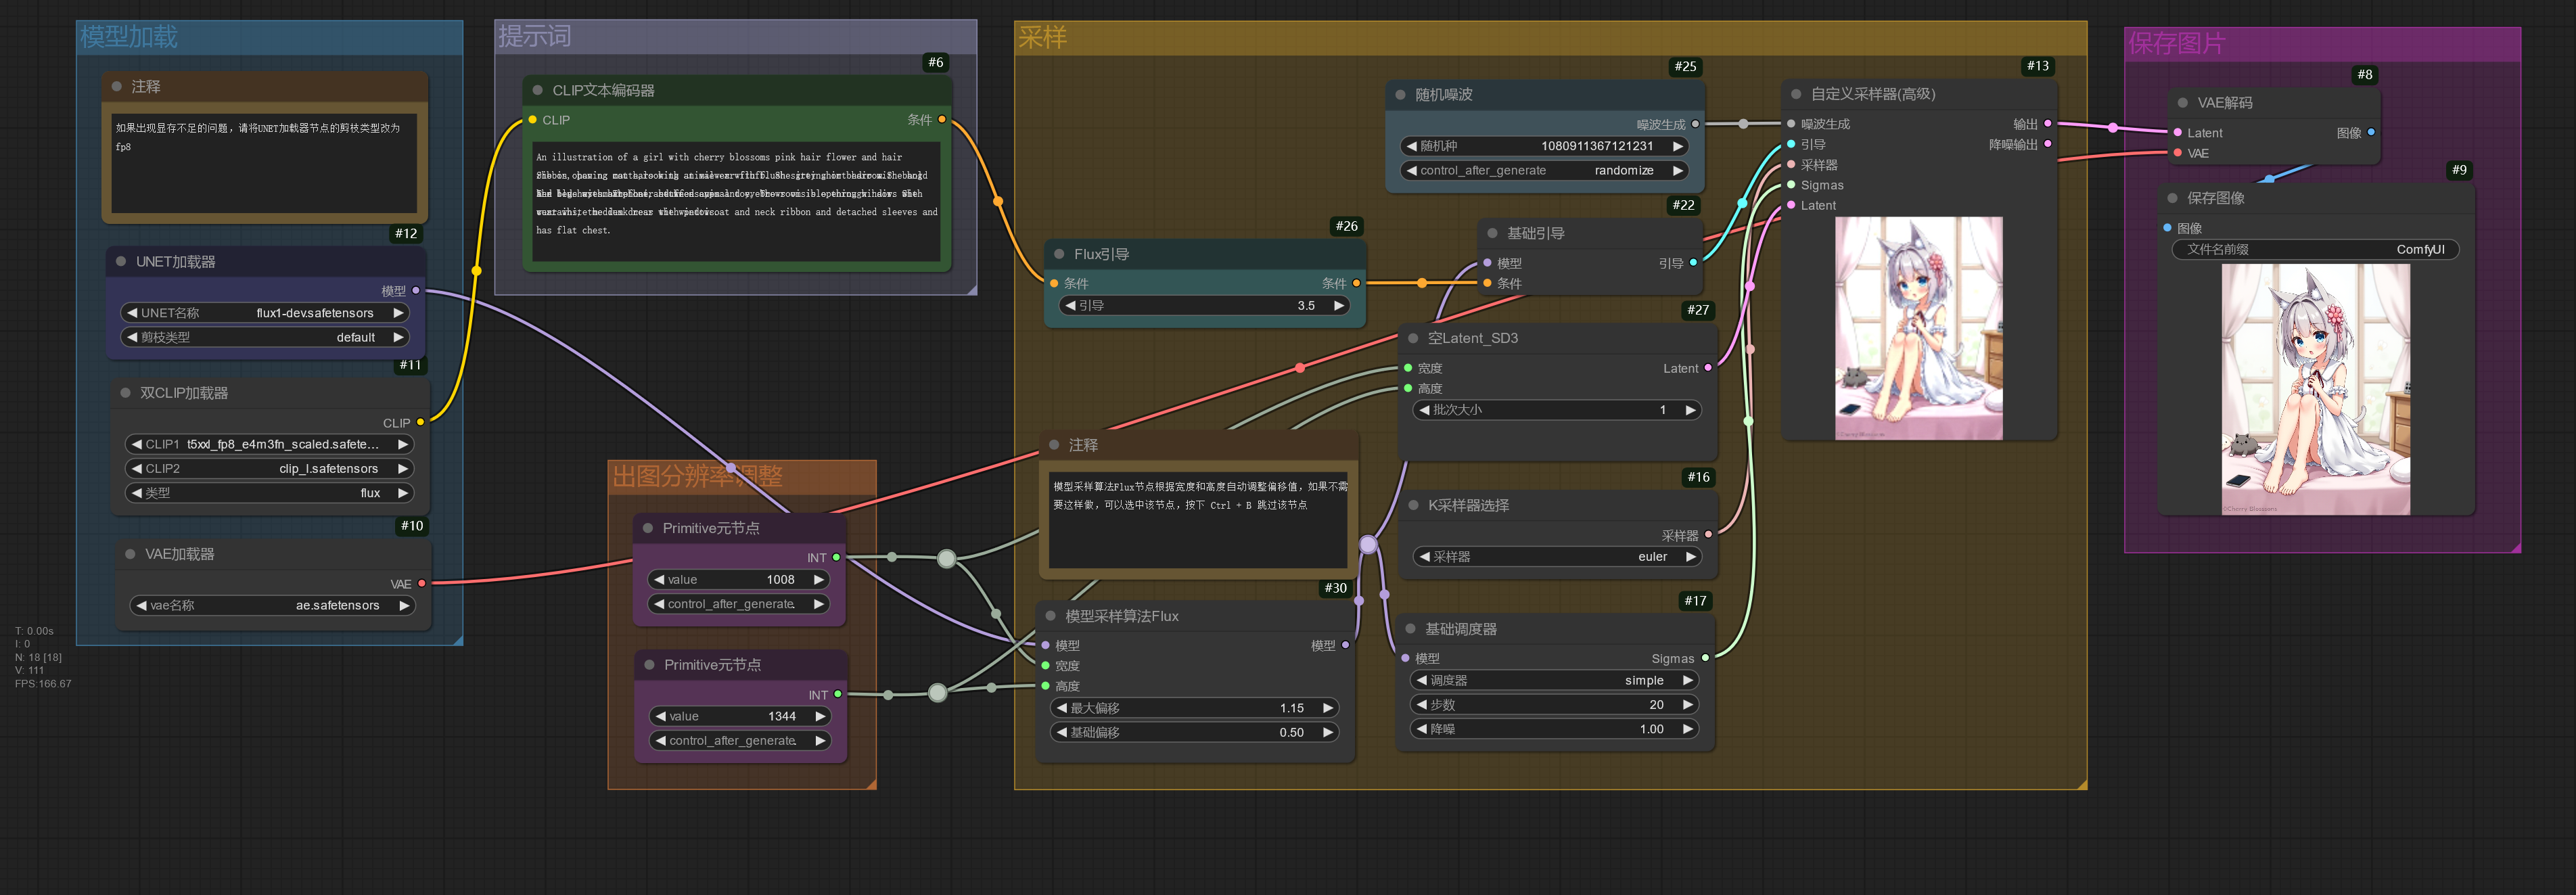 模型加载
注释
如果出现显存不足的问题，请将UNET加载器节点的剪枝类型改为
fp8
#12
UNET加载器
模型
UNET名称 flux1-dev.safetensors
剪枝类型 default
#11
双CLIP加载器
CLIP
CLIP1 t5xxl_fp8_e4m3fn_scaled.safete...
CLIP2 clip_l.safetensors
类型 flux
#10
VAE加载器
VAE
vae名称 ae.safetensors
T: 0.00s
I: 0
N: 18 [18]
V: 111
FPS:166.67
提示词
#6
CLIP文本编码器
CLIP 条件
An illustration of a girl with cherry blossoms pink hair flower and hair
coat and neck ribbon and detached sleeves and
has flat chest.
出图分辨率调整
Primitive元节点
INT
value 1008
control_after_generate
Primitive元节点
INT
value 1344
control_after_generate
采样
#26
Flux引导
条件 条件
引导 3.5
注释
模型采样算法Flux节点根据宽度和高度自动调整偏移值，如果不需
要这样做，可以选中该节点，按下 Ctrl + B 跳过该节点
#30
模型采样算法Flux
模型 模型
宽度
高度
最大偏移 1.15
基础偏移 0.50
#25
随机噪波
噪波生成
随机种 1080911367121231
control_after_generate randomize
#22
基础引导
模型 引导
条件
#27
空Latent_SD3
宽度 Latent
高度
批次大小 1
#16
K采样器选择
采样器
采样器 euler
#17
基础调度器
模型 Sigmas
调度器 simple
步数 20
降噪 1.00
#13
自定义采样器(高级)
噪波生成 输出
引导 降噪输出
采样器
Sigmas
Latent
保存图片
#8
VAE解码
Latent 图像
VAE
#9
保存图像
图像
文件名前缀 ComfyUI